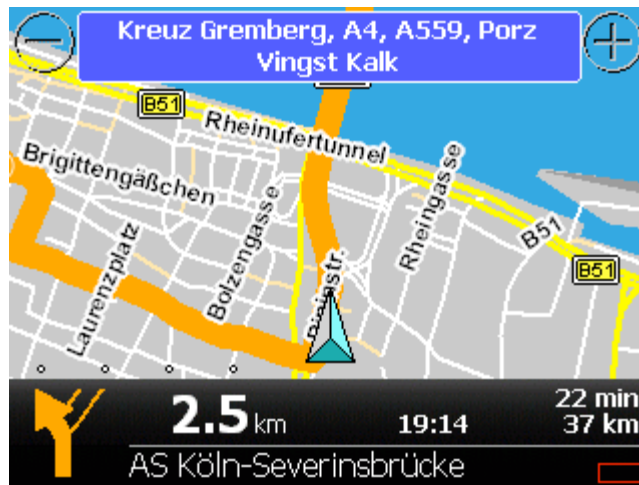 Kreuz Gremberg, A4, A559, Porz
Vingst Kalk
B51
Rheinufertunnel
Brigittengäßchen
Rheingasse
Bolzengasse
B51
B51
Laurenzplatz
2.5 km
19:14
22 min
37 km
AS Köln-Severinsbrücke